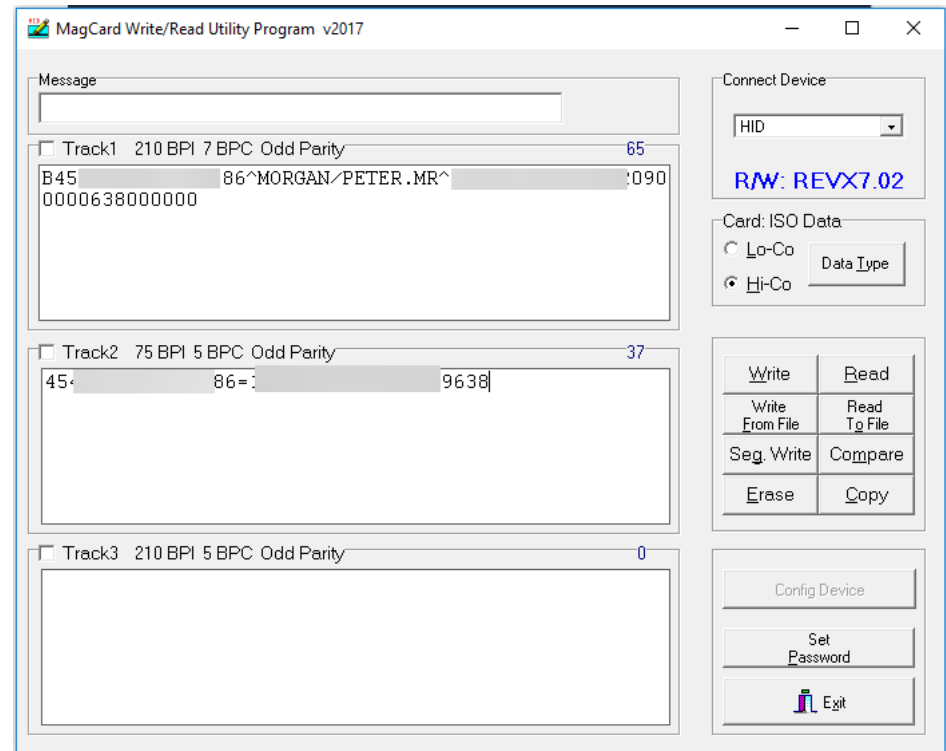 MagCard Write/Read Utility Program v2017
Message
Track1 210 BPI 7 BPC Odd Parity 65
B45 86^MORGAN/PETER.MR^ 090
0000638000000
Track2 75 BPI 5 BPC Odd Parity 37
45 86= 9638
Track3 210 BPI 5 BPC Odd Parity 0
Connect Device
HID
R/W: REVX7.02
Card: ISO Data
Lo-Co
Hi-Co
Data Type
Write
Read
Write
From File
Read
To File
Seg. Write
Compare
Erase
Copy
Config Device
Set
Password
Exit